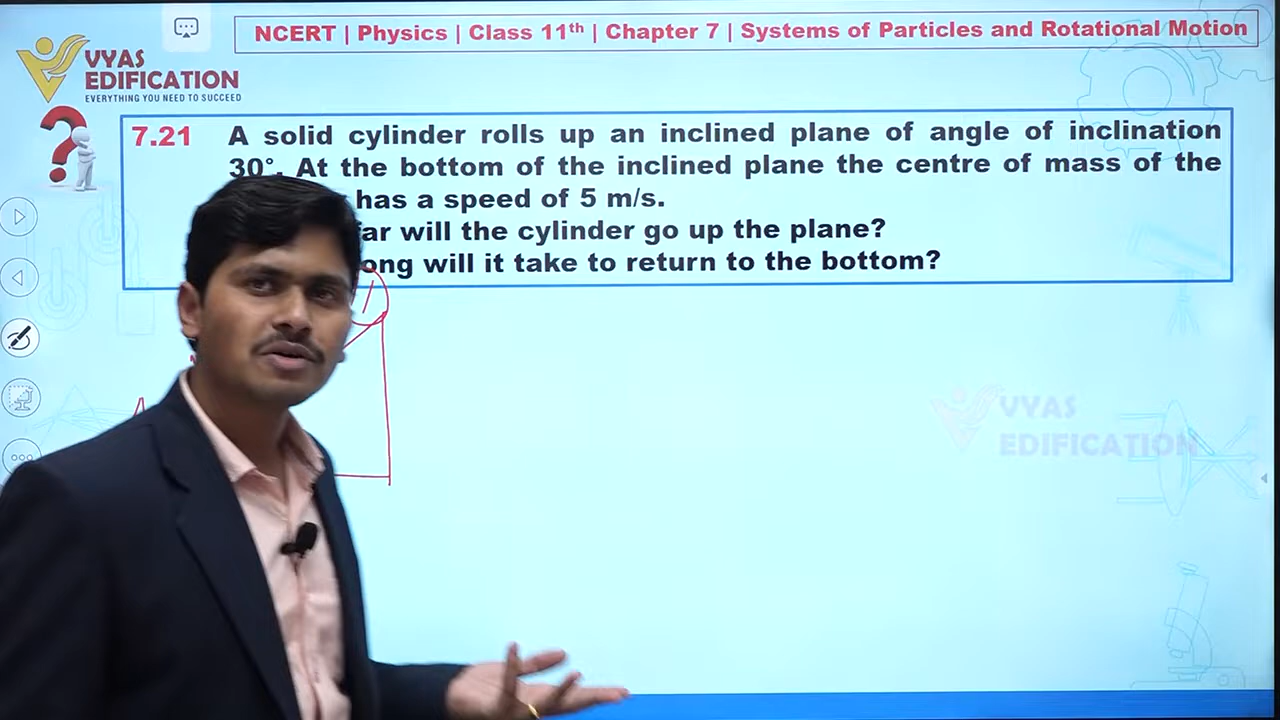 NCERT | Physics | Class 11th | Chapter 7 | Systems of Particles and Rotational Motion
VYAS
EDIFICATION
EVERYTHING YOU NEED TO SUCCEED
7.21 A solid cylinder rolls up an inclined plane of angle of inclination
30°. At the bottom of the inclined plane the centre of mass of the
has a speed of 5 m/s.
far will the cylinder go up the plane?
ong will it take to return to the bottom?
VYAS
EDIFICATION